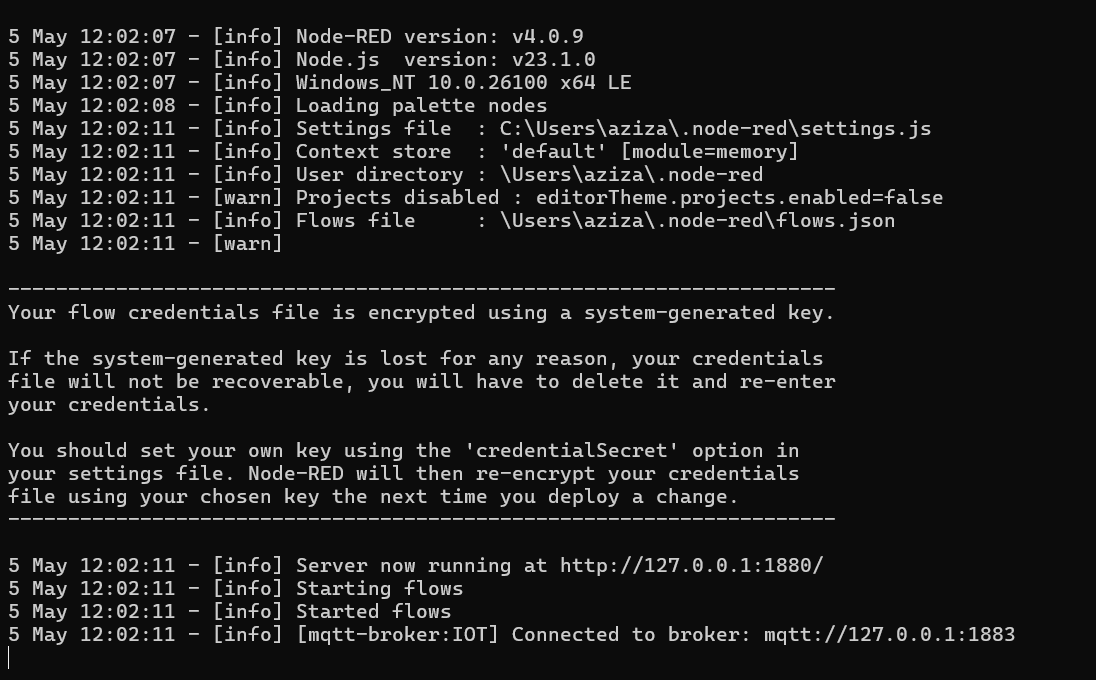 5 May 12:02:07 - [info] Node-RED version: v4.0.9
5 May 12:02:07 - [info] Node.js  version: v23.1.0
5 May 12:02:07 - [info] Windows_NT 10.0.26100 x64 LE
5 May 12:02:08 - [info] Loading palette nodes
5 May 12:02:11 - [info] Settings file  : C:\Users\aziza\.node-red\settings.js
5 May 12:02:11 - [info] Context store  : 'default' [module=memory]
5 May 12:02:11 - [info] User directory : \Users\aziza\.node-red
5 May 12:02:11 - [warn] Projects disabled : editorTheme.projects.enabled=false
5 May 12:02:11 - [info] Flows file     : \Users\aziza\.node-red\flows.json
5 May 12:02:11 - [warn]
---------------------------------------------------------------------
Your flow credentials file is encrypted using a system-generated key.
If the system-generated key is lost for any reason, your credentials
file will not be recoverable, you will have to delete it and re-enter
your credentials.
You should set your own key using the 'credentialSecret' option in
your settings file. Node-RED will then re-encrypt your credentials
file using your chosen key the next time you deploy a change.
---------------------------------------------------------------------
5 May 12:02:11 - [info] Server now running at http://127.0.0.1:1880/
5 May 12:02:11 - [info] Starting flows
5 May 12:02:11 - [info] Started flows
5 May 12:02:11 - [info] [mqtt-broker:IOT] Connected to broker: mqtt://127.0.0.1:1883